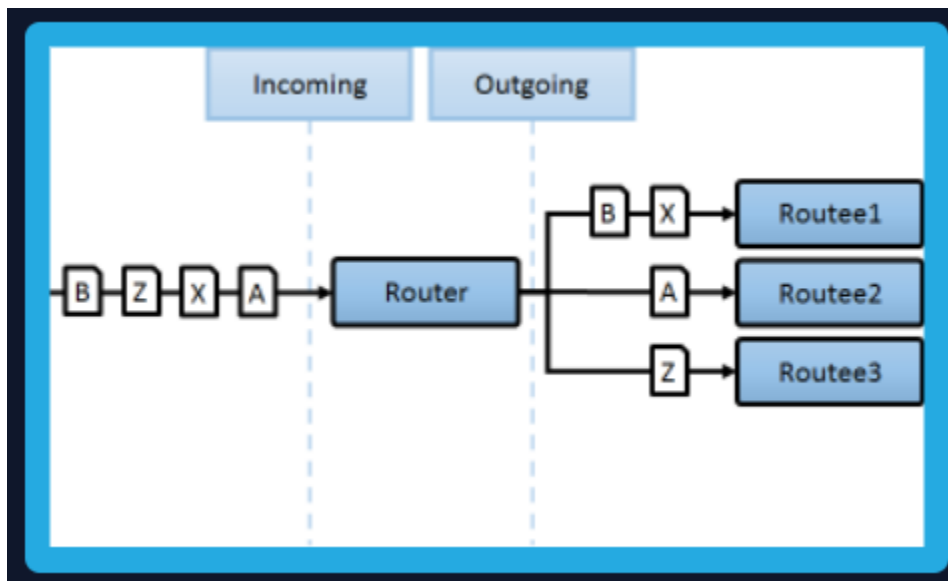 Incoming Outgoing
B X Routee1
B Z X A Router A Routee2
Z Routee3